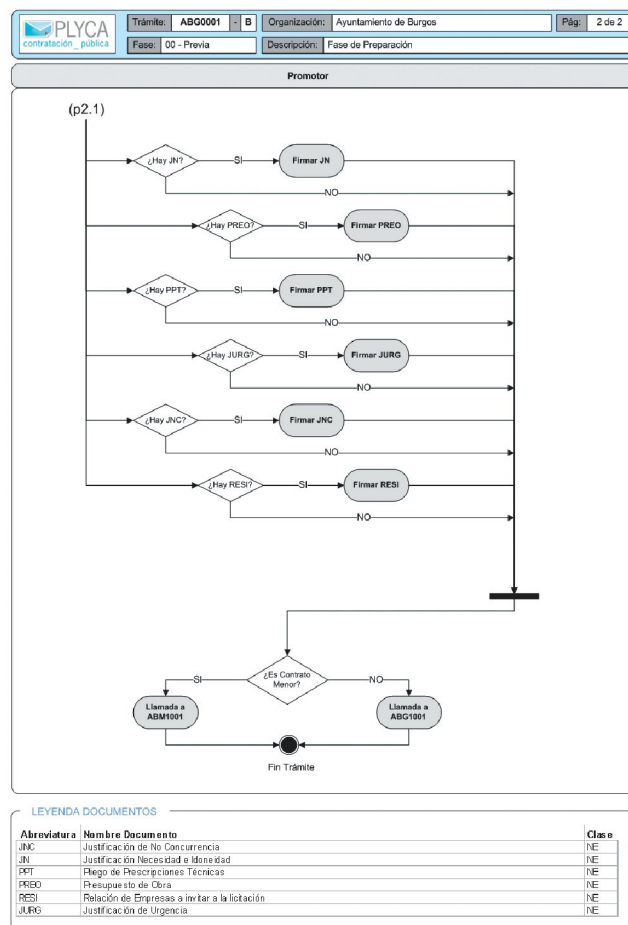 PLYCA
contratación_pública
Trámite: ABG0001 - B
Organización: Ayuntamiento de Burgos
Pág: 2 de 2
Fase: 00 - Previa
Descripción: Fase de Preparación
Promotor
(p2.1)
¿Hay JN? SI Firmar JN
NO
¿Hay PREO? SI Firmar PREO
NO
¿Hay PPT? SI Firmar PPT
NO
¿Hay JURG? SI Firmar JURG
NO
¿Hay JNC? SI Firmar JNC
NO
¿Hay RESI? SI Firmar RESI
NO
¿Es Contrato
Menor?
SI
NO
Llamada a
ABM1001
Llamada a
ABG1001
Fin Trámite
LEYENDA DOCUMENTOS
Abreviatura Nombre Documento Clase
JNC Justificación de No Concurrencia NE
JN Justificación Necesidad e Idoneidad NE
PPT Pliego de Prescripciones Técnicas NE
PREO Presupuesto de Obra NE
RESI Relación de Empresas a invitar a la licitación NE
JURG Justificación de Urgencia NE